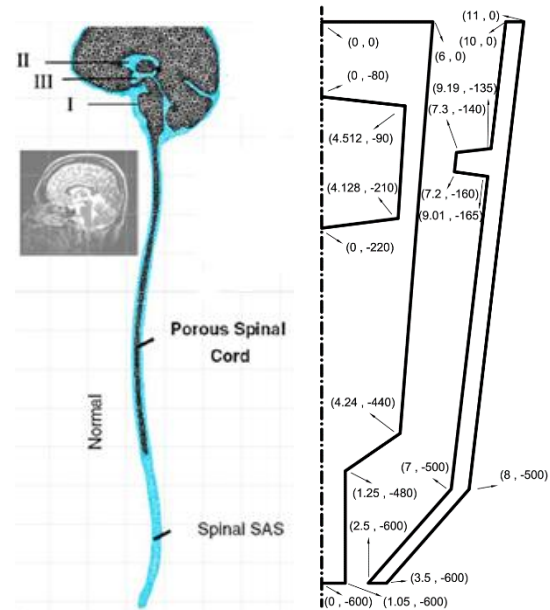 II
III
I
Porous Spinal
Cord
Normal
Spinal SAS
(11 , 0)
(0 , 0)
(6 , 0)
(10 , 0)
(0 , -80)
(9.19 , -135)
(7.3 , -140)
(4.512 , -90)
(4.128 , -210)
(7.2 , -160)
(9.01 , -165)
(0 , -220)
(4.24 , -440)
(7 , -500)
(8 , -500)
(1.25 , -480)
(2.5 , -600)
(3.5 , -600)
(0 , -600)
(1.05 , -600)